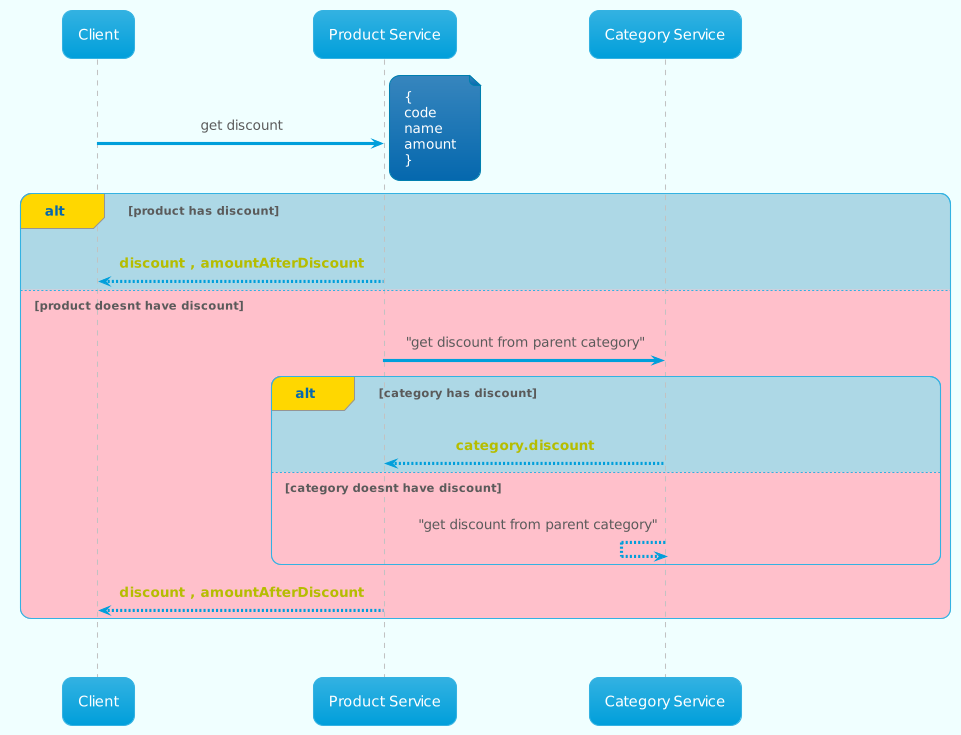 Client
Product Service
Category Service
{
code
name
amount
}
get discount
alt
[product has discount]
discount , amountAfterDiscount
[product doesnt have discount]
"get discount from parent category"
alt
[category has discount]
category.discount
[category doesnt have discount]
"get discount from parent category"
discount , amountAfterDiscount
Client
Product Service
Category Service